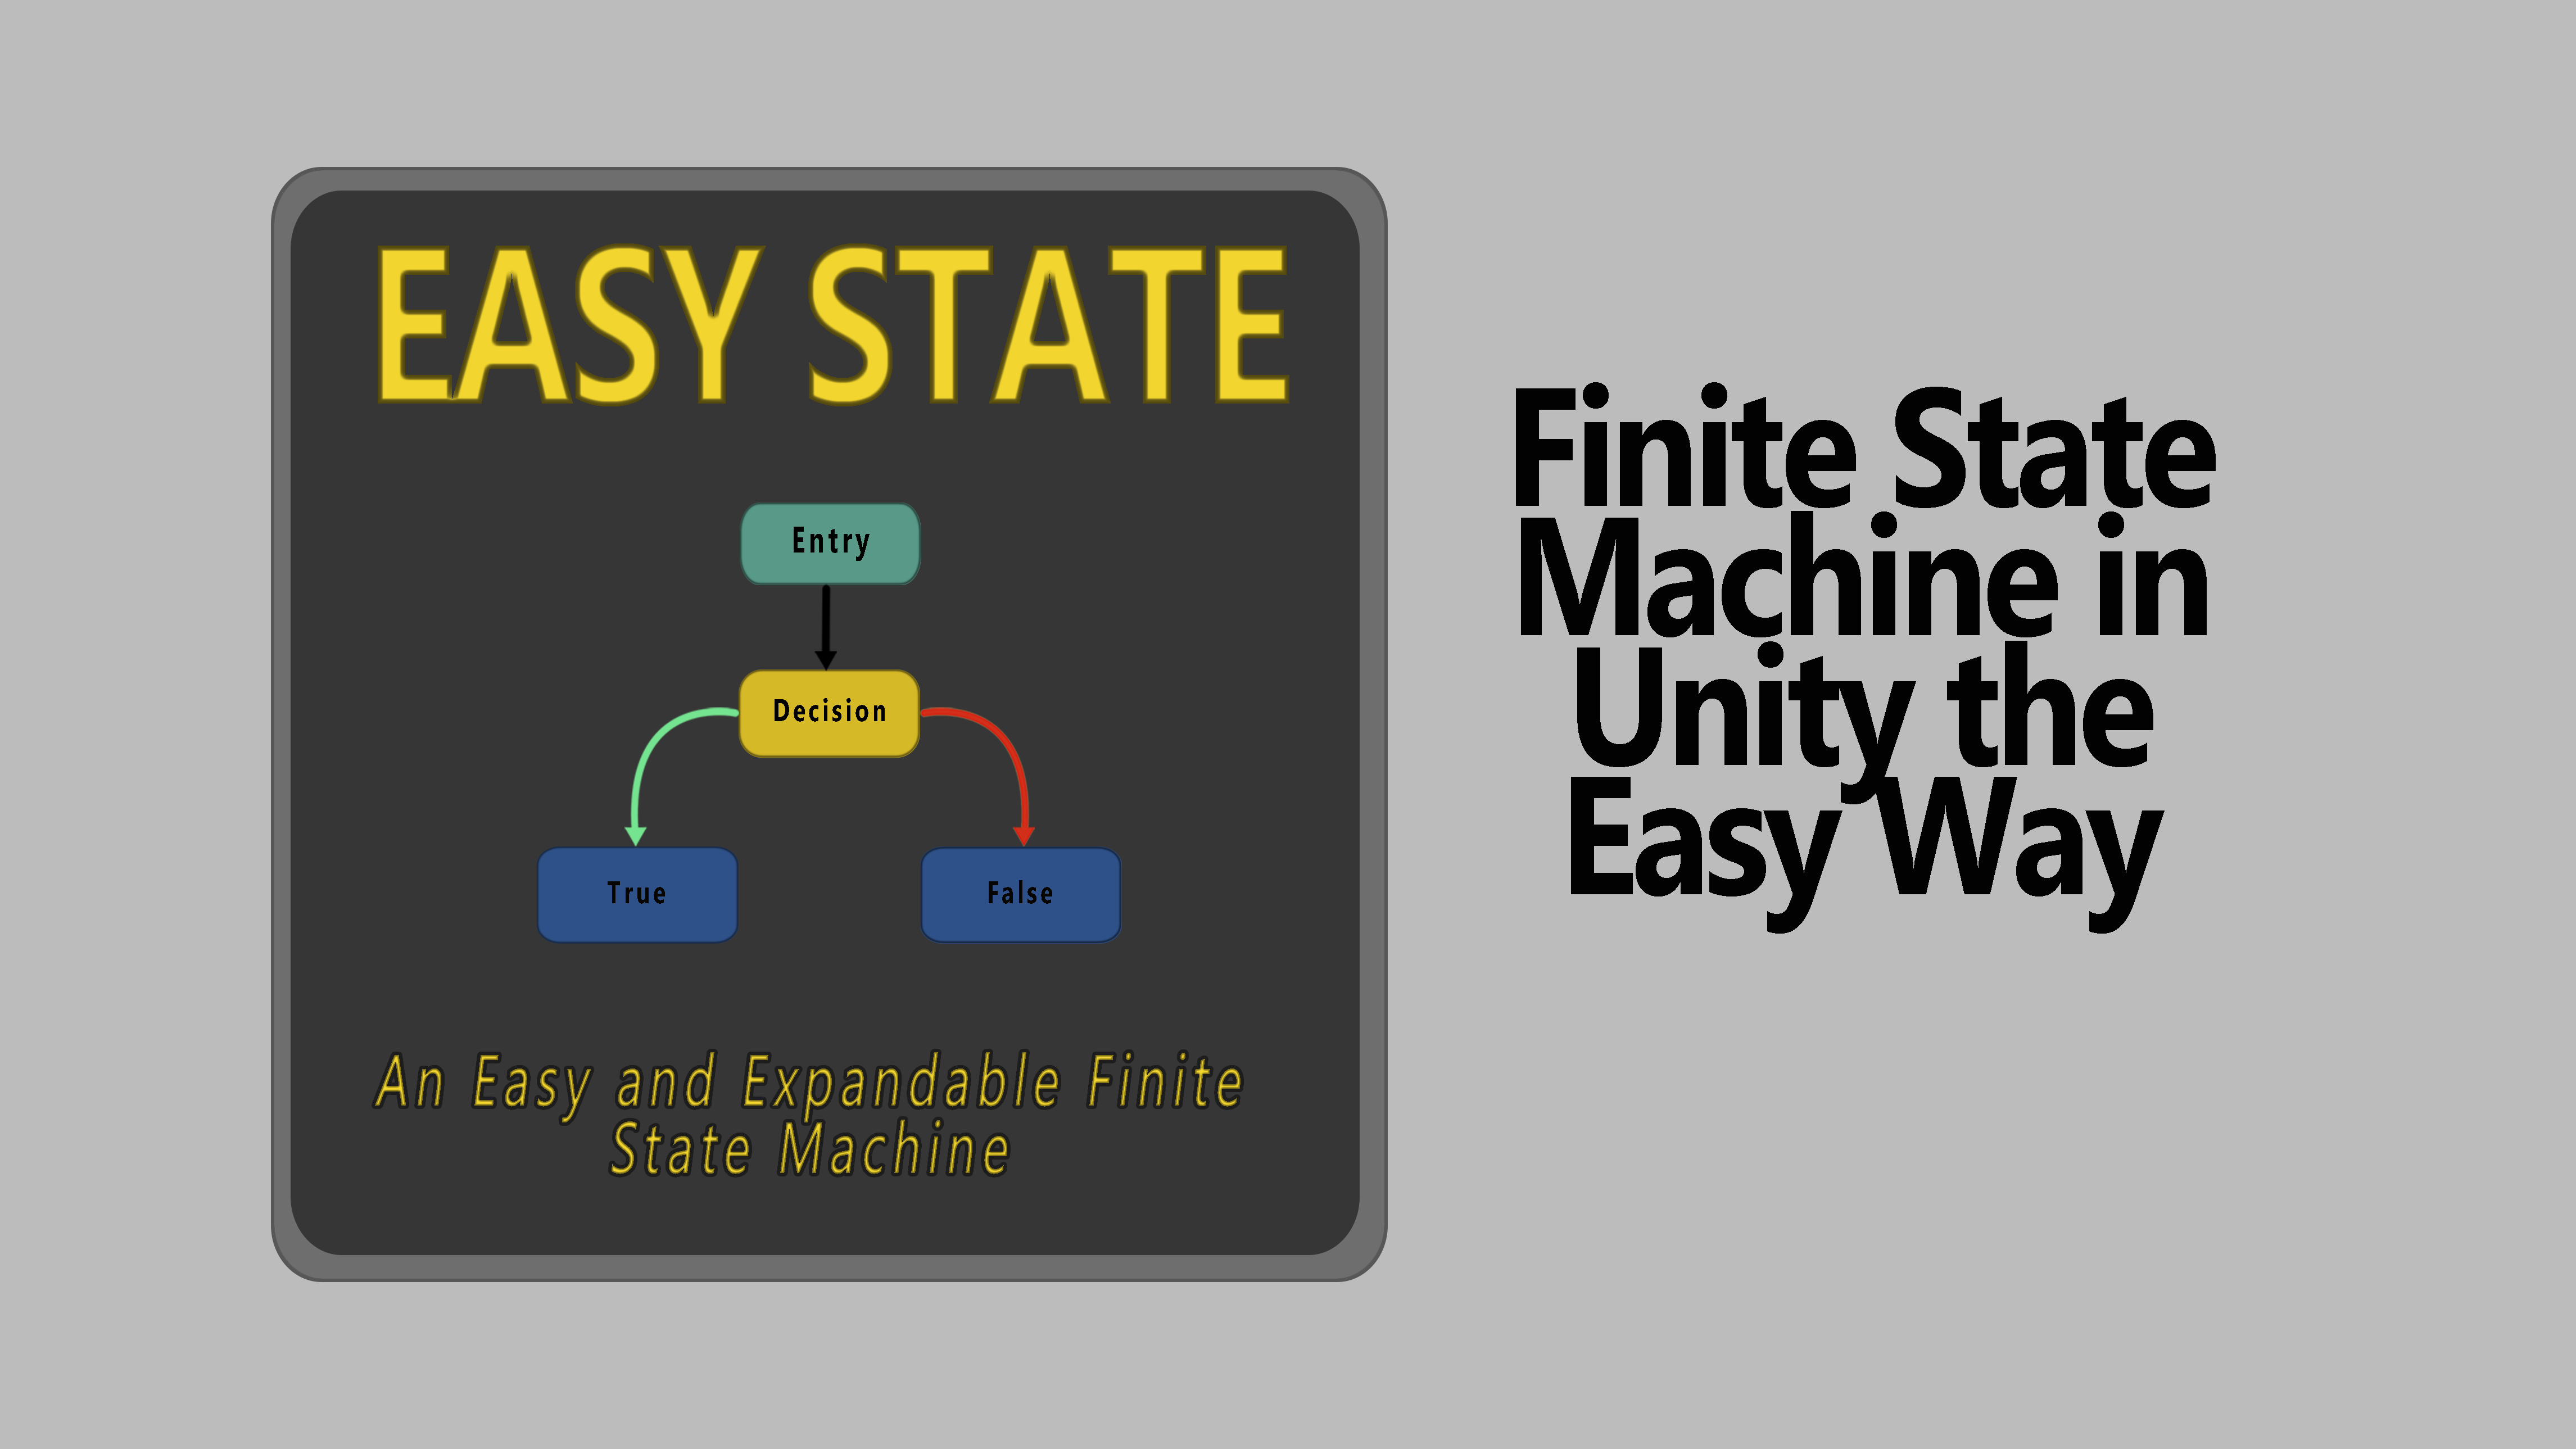 EASY STATE
Entry
Decision
True
False
An Easy and Expandable Finite
State Machine
Finite State
Machine in
Unity the
Easy Way